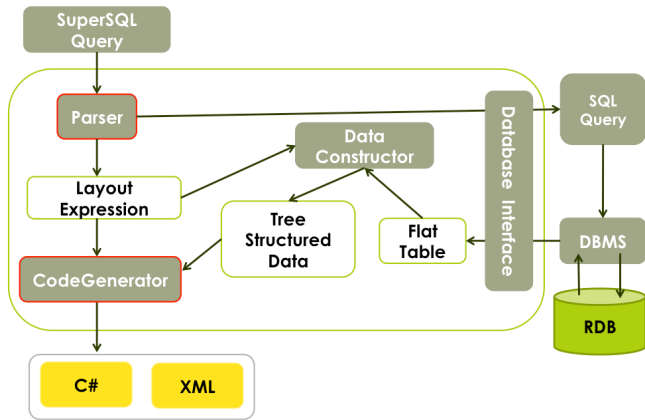 SuperSQL
Query
Parser
SQL
Query
Data
Constructor
Database Interface
Layout
Expression
Tree
Structured
Data
Flat
Table
DBMS
CodeGenerator
RDB
C#
XML